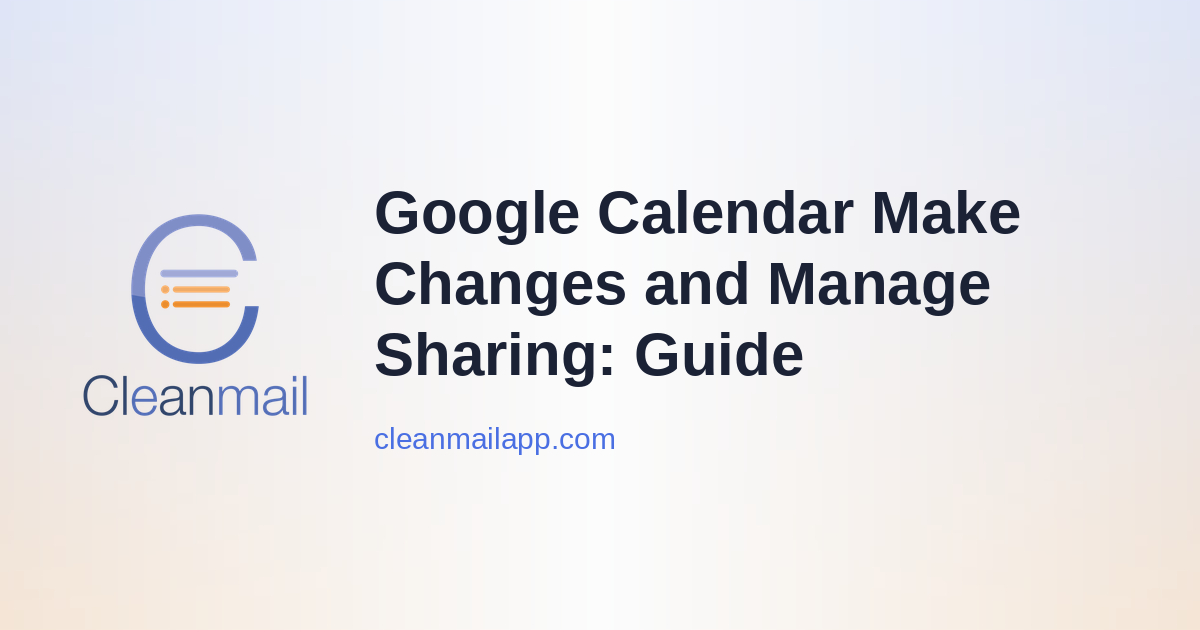 Google Calendar Make
Changes and Manage
Sharing: Guide
Cleanmail
cleanmailapp.com